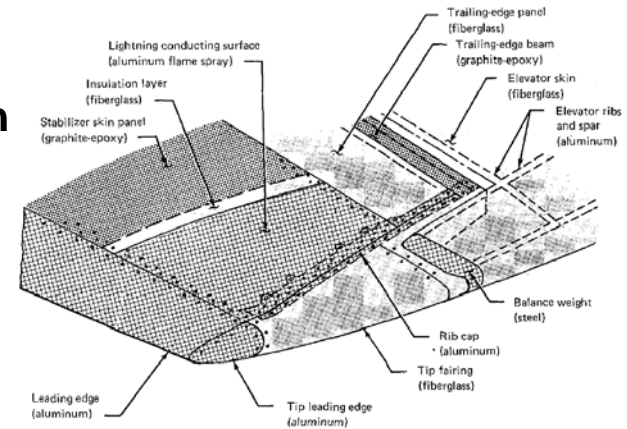 Trailing-edge panel
(fiberglass)
Lightning conducting surface
(aluminum flame spray)
Trailing-edge beam
(graphite-epoxy)
Insulation layer
(fiberglass)
Elevator skin
(fiberglass)
n
Stabilizer skin panel
(graphite-epoxy)
Elevator ribs
and spar
(aluminum)
Balance weight
(steel)
Rib cap
(aluminum)
Tip fairing
(fiberglass)
Leading edge
(aluminum)
Tip leading edge
(aluminum)